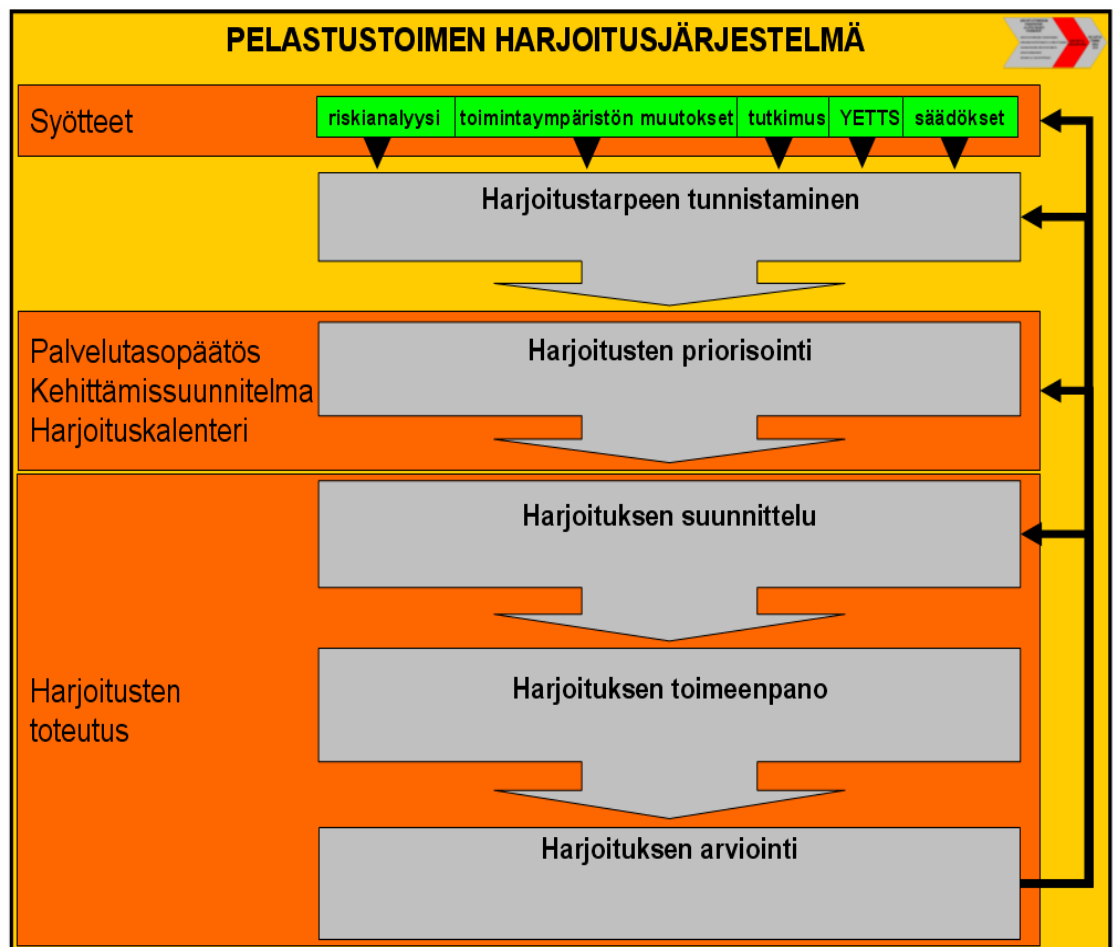 PELASTUSTOIMEN HARJOITUSJÄRJESTELMÄ
Syötteet
riskianalyysi toimintaympäristön muutokset tutkimus YETTS säädökset
Harjoitustarpeen tunnistaminen
Palvelutasopäätös
Kehittämissuunnitelma
Harjoituskalenteri
Harjoitusten priorisointi
Harjoituksen suunnittelu
Harjoitusten
toteutus
Harjoituksen toimeenpano
Harjoituksen arviointi